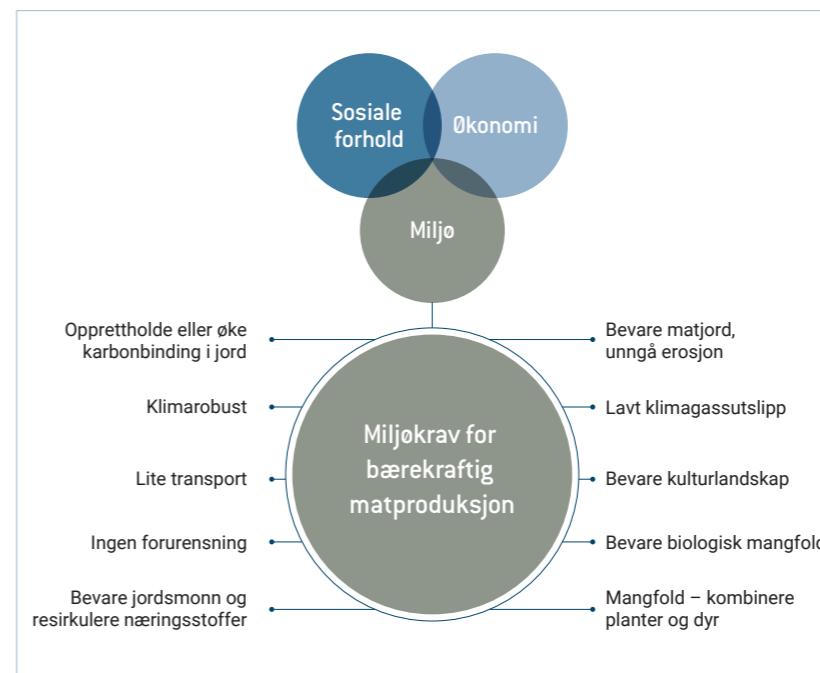 Sosiale
forhold
Økonomi
Miljø
Opprettholde eller øke
karbonbinding i jord
Klimarobust
Lite transport
Ingen forurensning
Bevare jordsmonn og
resirkulere næringsstoffer
Miljøkrav for
bærekraftig
matproduksjon
Bevare matjord,
unngå erosjon
Lavt klimagassutslipp
Bevare kulturlandskap
Bevare biologisk mangfold
Mangfold – kombinere
planter og dyr